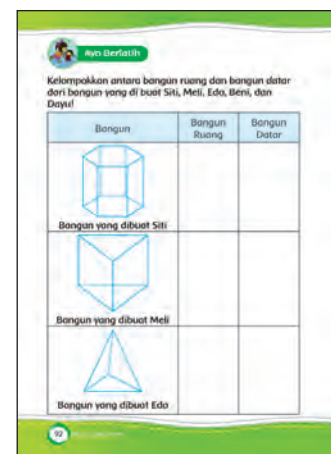 Ayo Berlatih
Kelompokkan antara bangun ruang dan bangun datar
dari bangun yang di buat Siti, Meli, Edo, Beni, dan
Dayu!
Bangun
Bangun
Ruang
Bangun
Datar
Bangun yang dibuat Siti
Bangun yang dibuat Meli
Bangun yang dibuat Edo
92